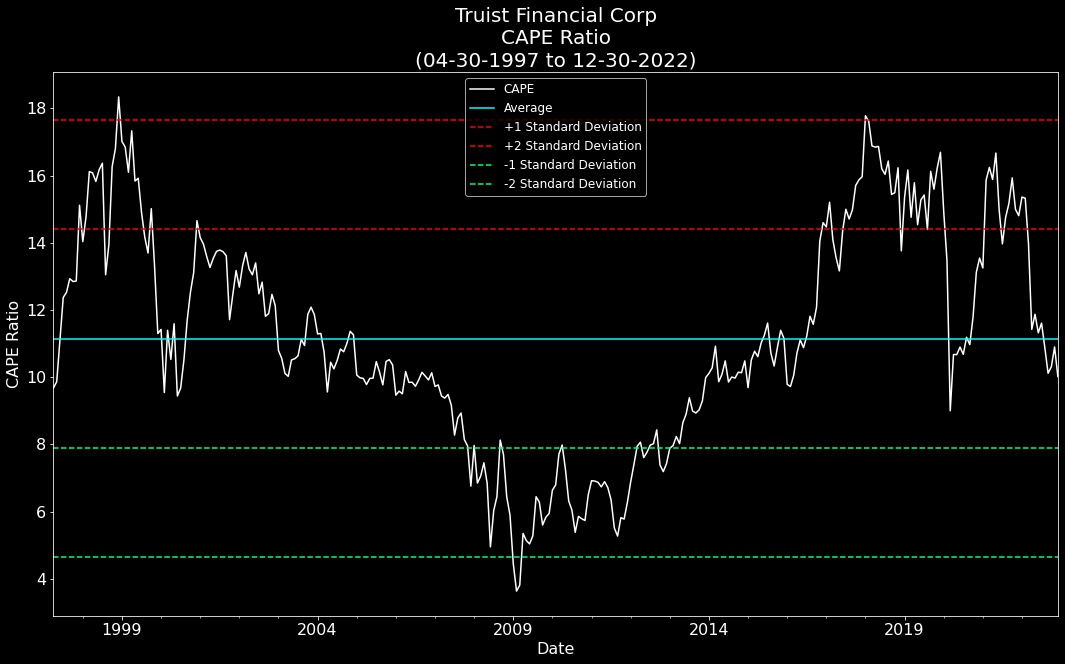 Truist Financial Corp
CAPE Ratio
(04-30-1997 to 12-30-2022)
CAPE
Average
+1 Standard Deviation
+2 Standard Deviation
-1 Standard Deviation
-2 Standard Deviation
CAPE Ratio
18
16
14
12
10
8
6
4
1999
2004
2009
2014
2019
Date